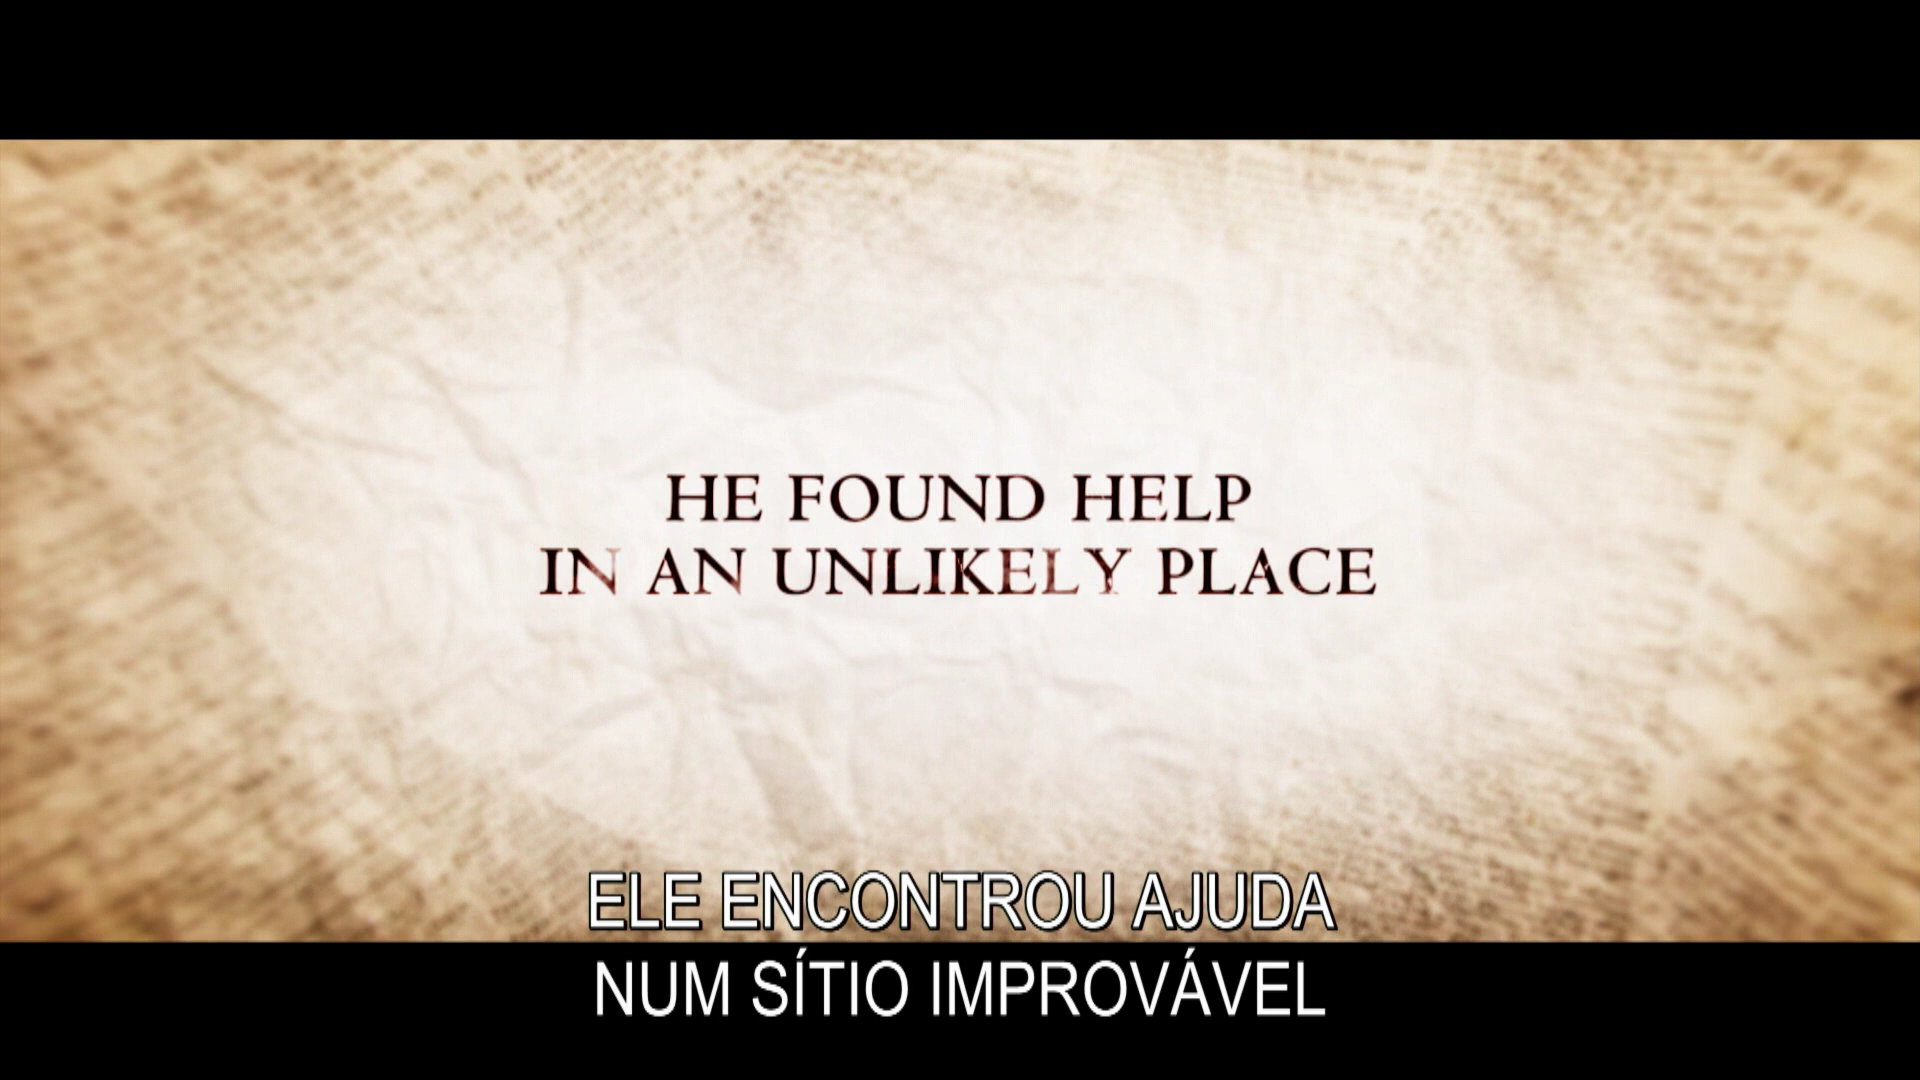 HE FOUND HELP
IN AN UNLIKELY PLACE
ELE ENCONTROU AJUDA
NUM SÍTIO IMPROVÁVEL